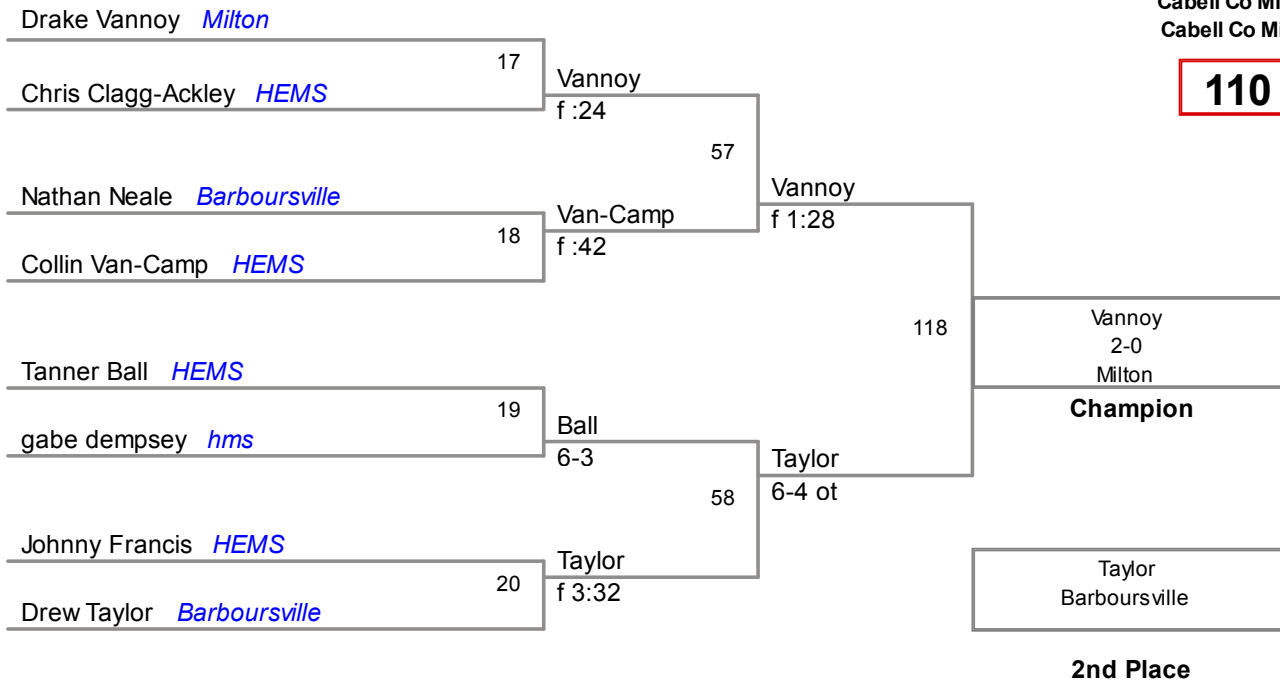 Cabell Co Mi
Cabell Co Mi
110
Drake Vannoy Milton
17
Chris Clagg-Ackley HEMS
Vannoy
f :24
57
Nathan Neale Barboursville
18
Collin Van-Camp HEMS
Van-Camp
f :42
Vannoy
f 1:28
118
Tanner Ball HEMS
19
gabe dempsey hms
Ball
6-3
58
Johnny Francis HEMS
20
Drew Taylor Barboursville
Taylor
f 3:32
Taylor
6-4 ot
Vannoy
2-0
Milton
Champion
Taylor
Barboursville
2nd Place